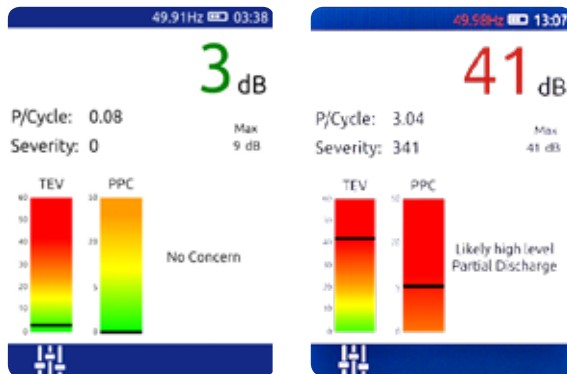 49.91Hz 03:38
3 dB
P/Cycle: 0.08
Max
Severity: 0
9 dB
TEV PPC
60
50
50
40
20
30
No Concern
20
5
10
0
0
49.98Hz 13:07
41 dB
P/Cycle: 3.04
Max
Severity: 341
41 dB
TEV PPC
Likely high level
Partial Discharge